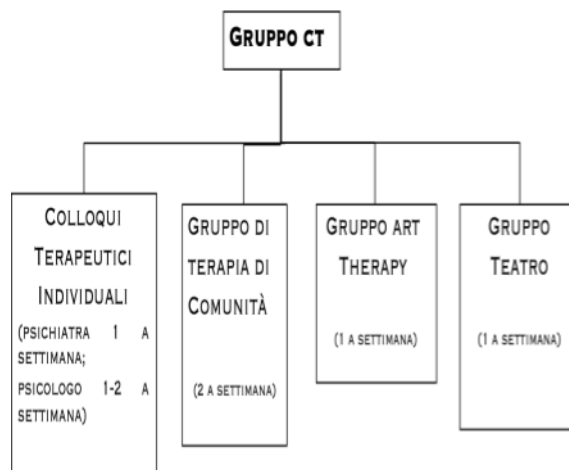 GRUPPO CT
COLLOQUI
TERAPEUTICI
INDIVIDUALI
(PSICHIATRA 1 A
SETTIMANA;
PSICOLOGO 1-2 A
SETTIMANA)
GRUPPO DI
TERAPIA DI
COMUNITÀ
(2 A SETTIMANA)
GRUPPO ART
THERAPY
(1 A SETTIMANA)
GRUPPO
TEATRO
(1 A SETTIMANA)